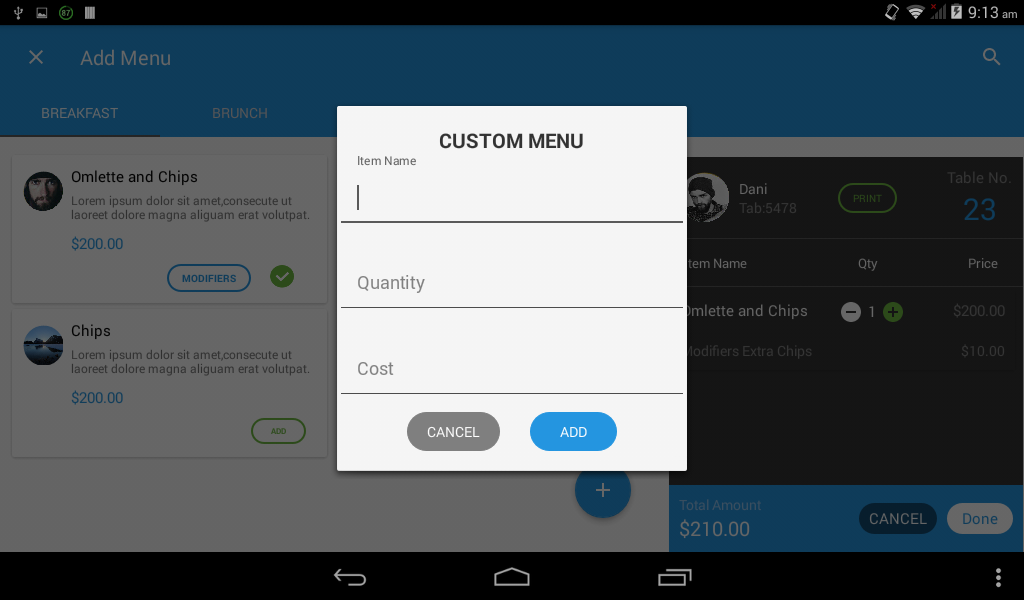 87
9:13 am
Add Menu
BREAKFAST
BRUNCH
Omlette and Chips
Lorem ipsum dolor sit amet,consecute ut
laoreet dolore magna aliguam erat volutpat.
$200.00
MODIFIERS
Chips
Lorem ipsum dolor sit amet,consecute ut
laoreet dolore magna aliguam erat volutpat.
$200.00
ADD
CUSTOM MENU
Item Name
Quantity
Cost
CANCEL
ADD
Dani
Tab:5478
PRINT
Table No.
23
tem Name
Qty
Price
Omlette and Chips
1
$200.00
Modifiers Extra Chips
$10.00
Total Amount
$210.00
CANCEL
Done